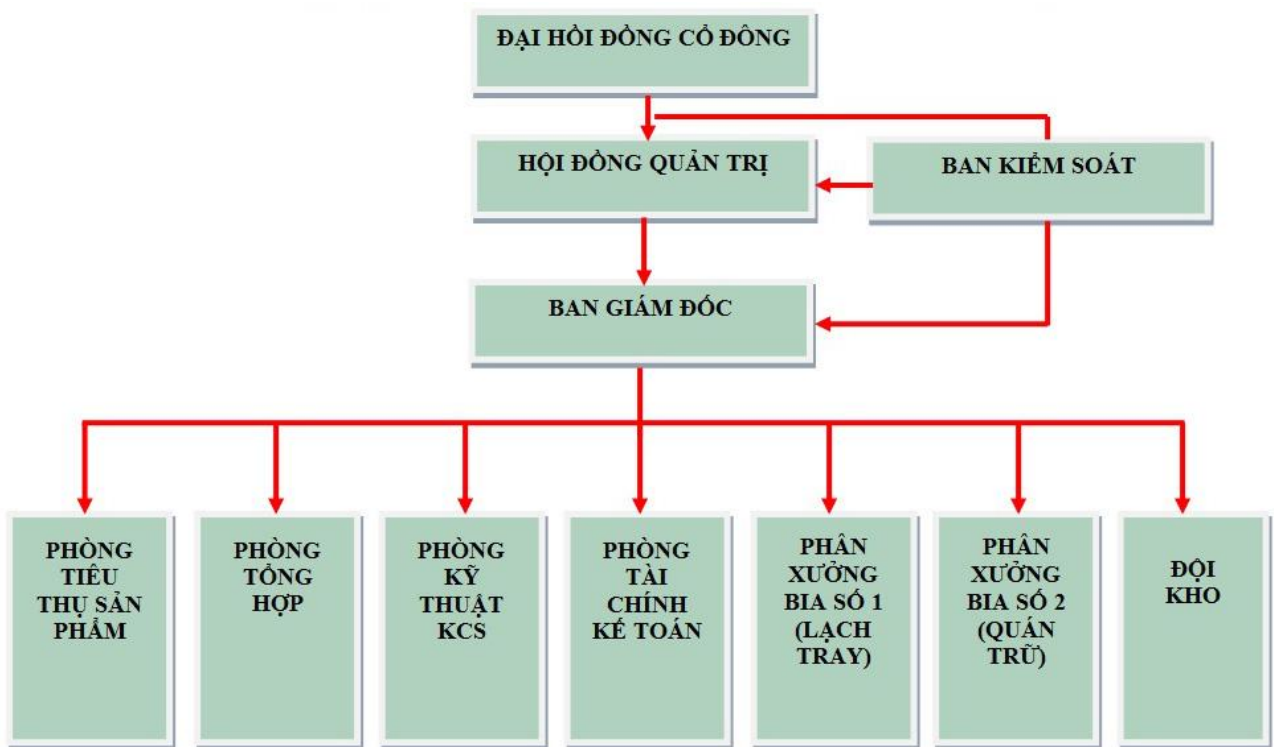 ĐẠI HỒI ĐỒNG CỔ ĐÔNG
HỘI ĐỒNG QUẢN TRỊ
BAN KIỂM SOÁT
BAN GIÁM ĐỐC
PHÒNG
TIÊU
THỤ SẢN
PHẨM
PHÒNG
TỔNG
HỢP
PHÒNG
KỸ
THUẬT
KCS
PHÒNG
TÀI
CHÍNH
KẾ TOÁN
PHÂN
XƯỞNG
BIA SỐ 1
(LẠCH
TRAY)
PHÂN
XƯỞNG
BIA SỐ 2
(QUÁN
TRỮ)
ĐỘI
KHO